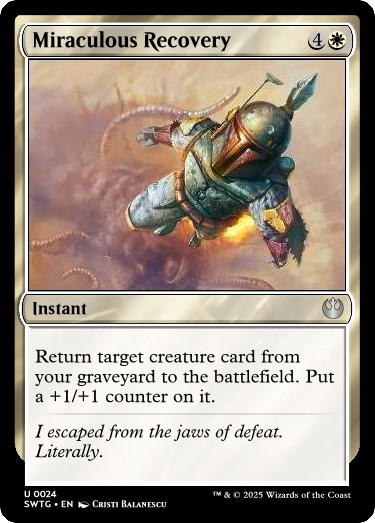 Miraculous Recovery 4
Instant
Return target creature card from
your graveyard to the battlefield. Put
a +1/+1 counter on it.
I escaped from the jaws of defeat.
Literally.
U 0024
SWTG • EN Cristi Balanescu
™ & © 2025 Wizards of the Coast